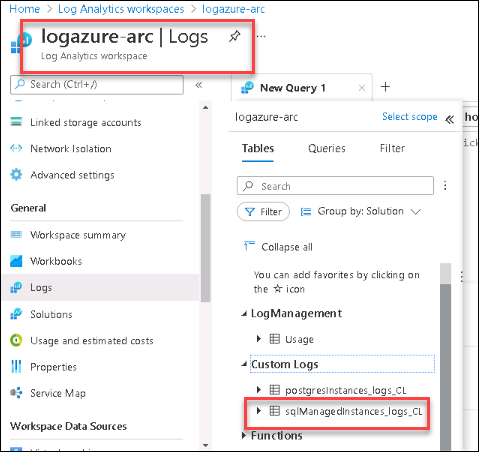 Home > Log Analytics workspaces > logazure-arc
logazure-arc | Logs
...
Log Analytics workspace
Search (Ctrl+/)
«
Linked storage accounts
Network Isolation
Advanced settings
General
Workspace summary
Workbooks
Logs
Solutions
Usage and estimated costs
Properties
Service Map
Workspace Data Sources
New Query 1
×
+
logazure-arc
Select scope
«
Tables
Queries
Filter
Search
Filter
Group by: Solution
Collapse all
You can add favorites by clicking on
the ☆ icon
LogManagement
Usage
Custom Logs
postgresInstances_logs_CL
sqlManagedInstances_logs_CL
Functions